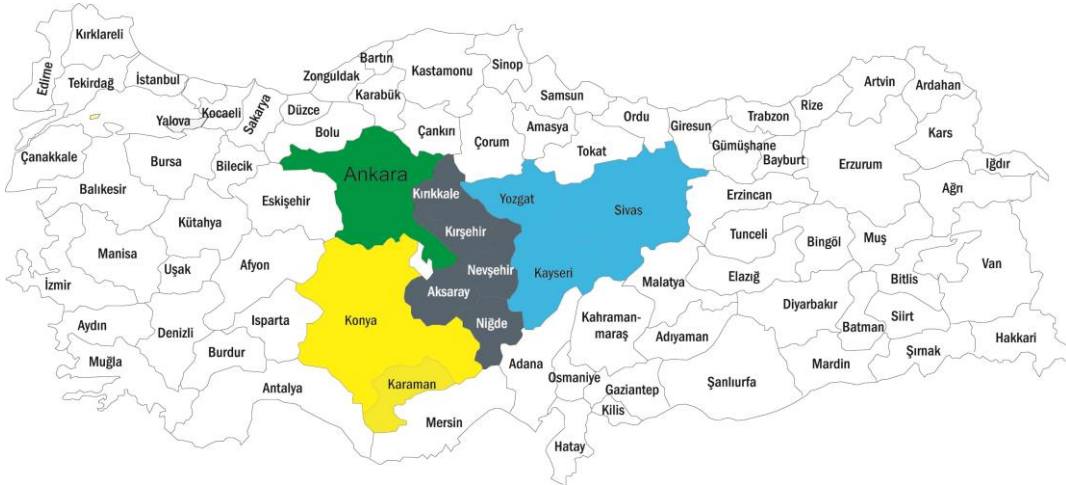 Kırklareli
Edirne
Tekirdağ
İstanbul
Kocaeli
Yalova
Sakarya
Düzce
Zonguldak
Bartın
Karabük
Kastamonu
Sinop
Samsun
Ordu
Giresun
Trabzon
Rize
Artvin
Ardahan
Çanakkale
Bursa
Bilecik
Bolu
Çankırı
Çorum
Amasya
Tokat
Gümüşhane
Bayburt
Erzurum
Kars
Iğdır
Balıkesir
Kütahya
Eskişehir
Ankara
Kırıkkale
Yozgat
Sivas
Erzincan
Ağrı
Manisa
Uşak
Afyon
Kırşehir
Nevşehir
Kayseri
Malatya
Tunceli
Elazığ
Bingöl
Muş
Bitlis
Van
İzmir
Aydın
Denizli
Isparta
Konya
Aksaray
Niğde
Kahraman-
maraş
Adıyaman
Diyarbakır
Batman
Siirt
Hakkari
Muğla
Burdur
Antalya
Karaman
Mersin
Adana
Osmaniye
Gaziantep
Kilis
Hatay
Şanlıurfa
Mardin
Şırnak